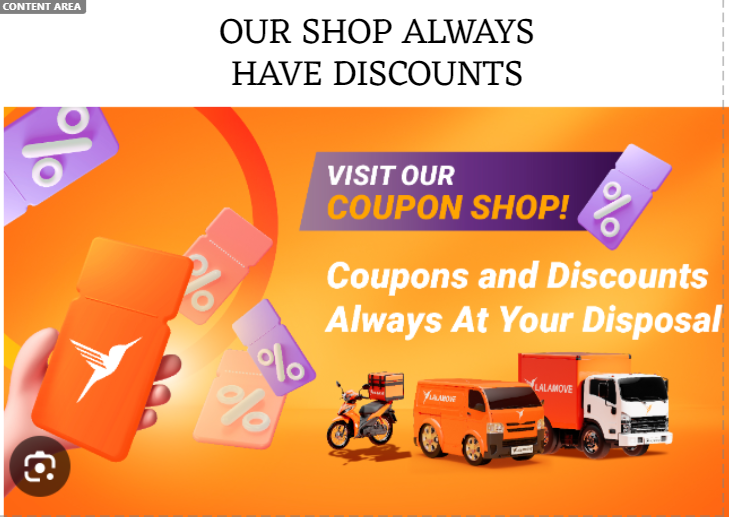 CONTENT AREA
OUR SHOP ALWAYS
HAVE DISCOUNTS
VISIT OUR
COUPON SHOP!
Coupons and Discounts
Always At Your Disposal
%
%
%
%
%
LALAMOVE
LALAMOVE
LALAMOVE